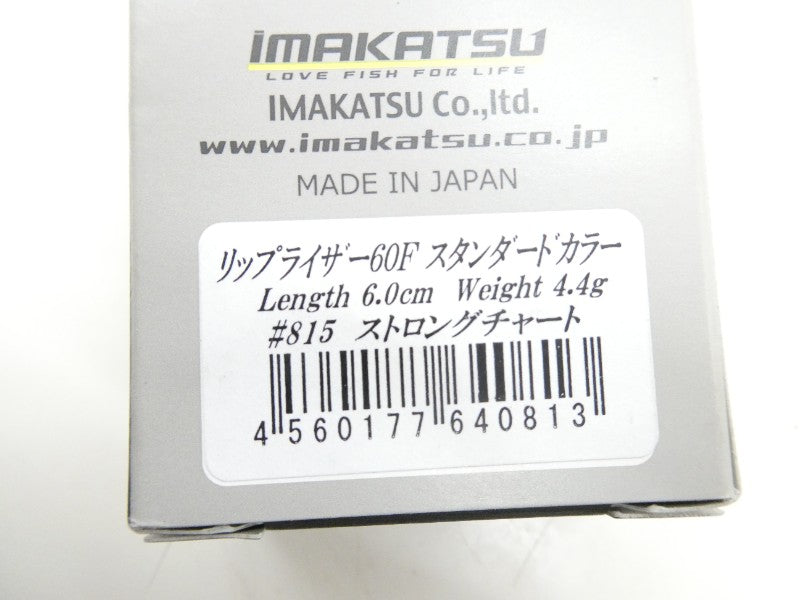 IMAKATSU
LOVE FISH FOR LIFE
IMAKATSU Co.,ltd.
www.imakatsu.co.jp
MADE IN JAPAN
リップライザー60F スタンダードカラー
Length 6.0cm Weight 4.4g
#815 ストロングチャート
4 560177 640813